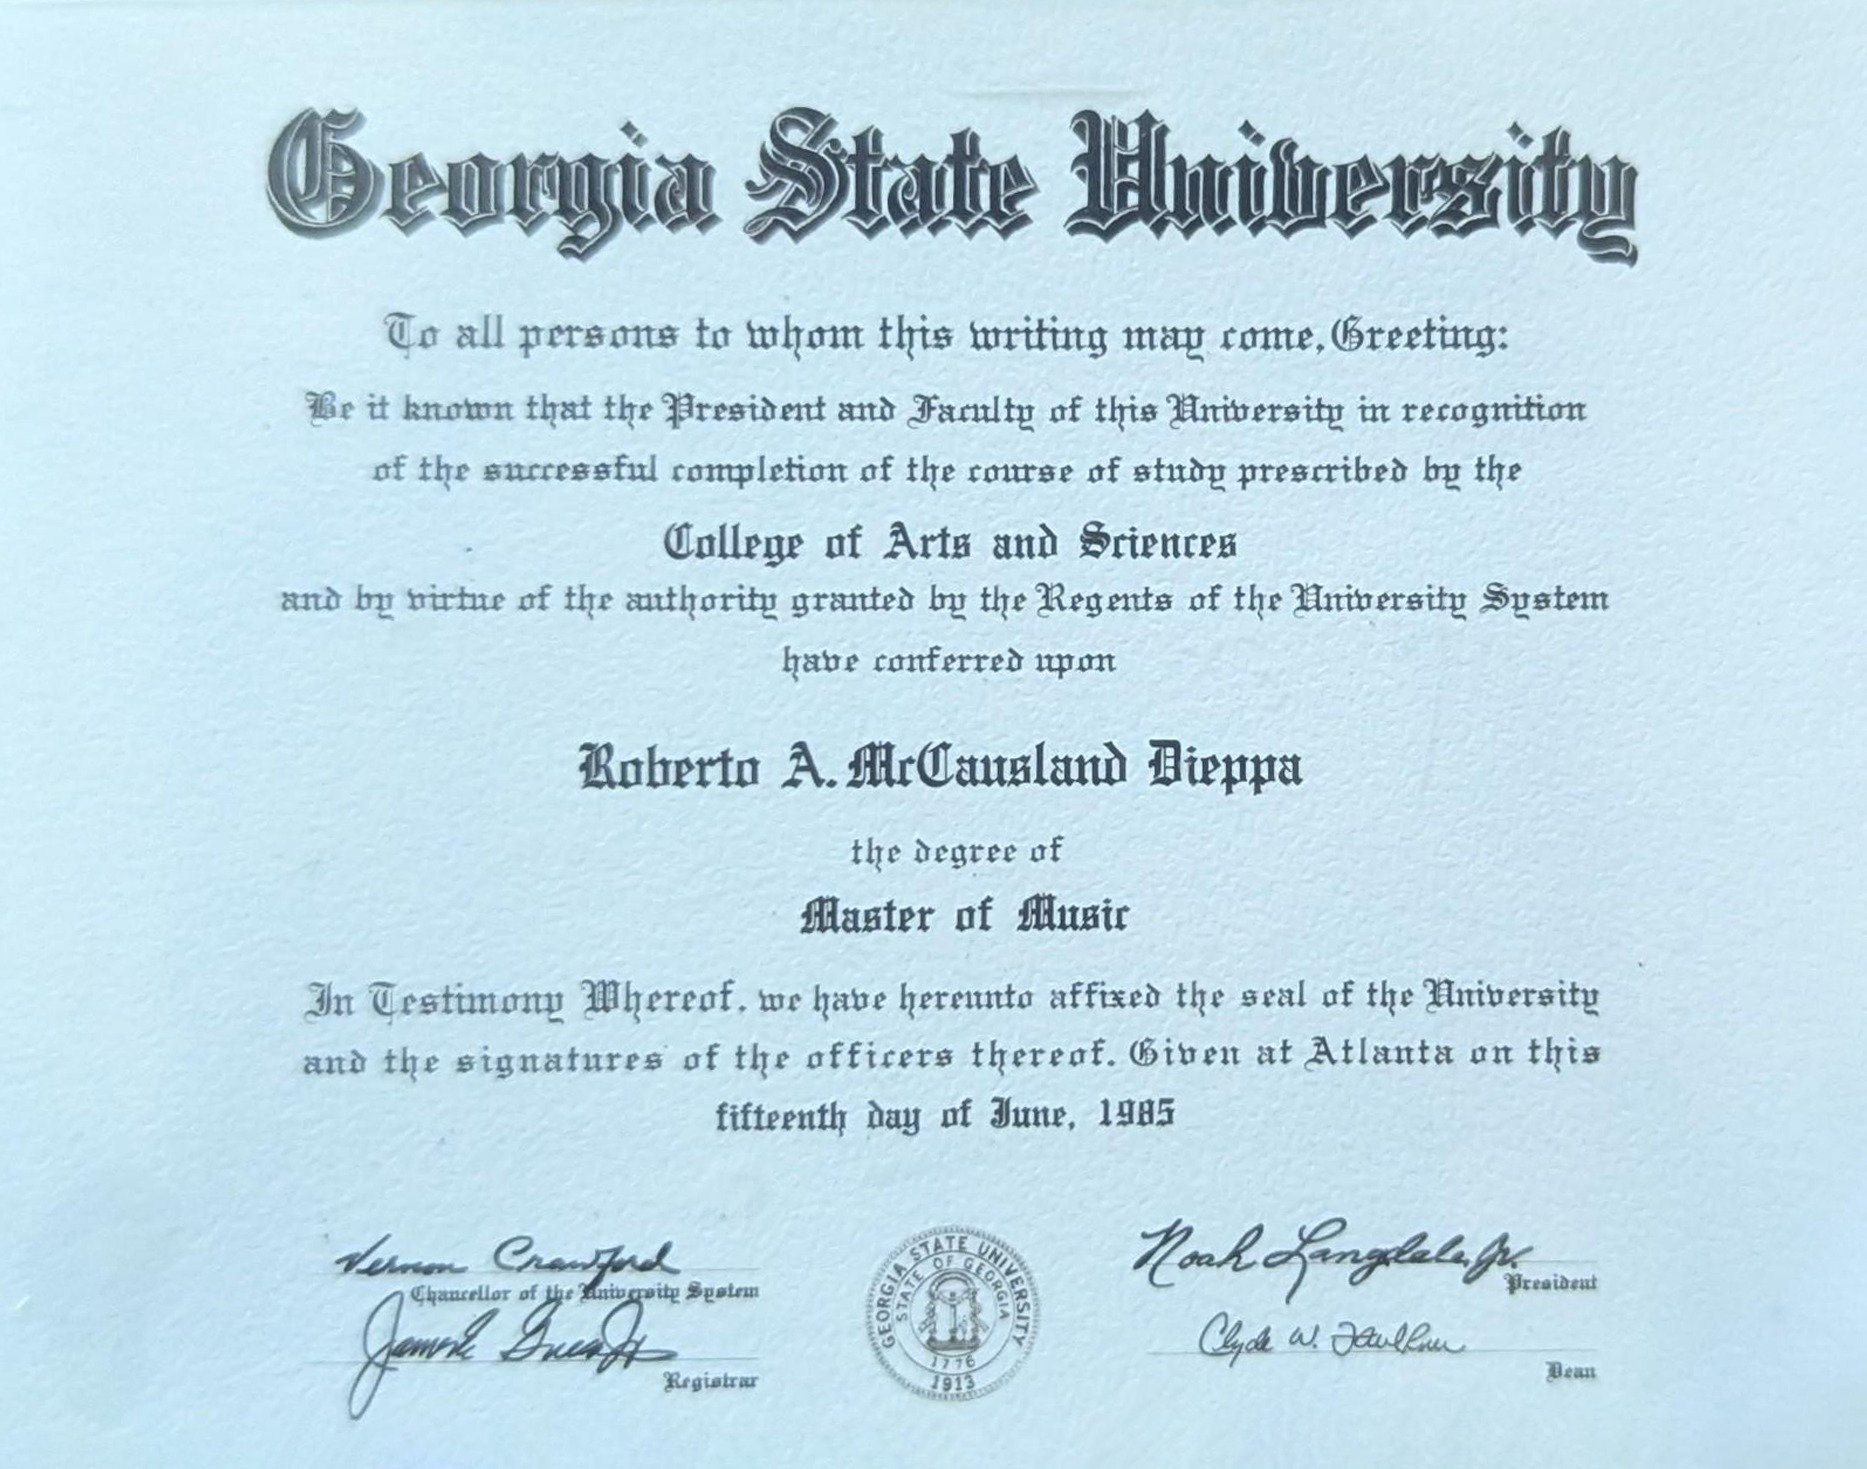 Georgia State University
To all persons to whom this writing may come, Greeting:
Be it known that the President and Faculty of this University in recognition
of the successful completion of the course of study prescribed by the
College of Arts and Sciences
and by virtue of the authority granted by the Regents of the University System
have conferred upon
Roberto A. McCausland Dieppa
the degree of
Master of Music
In Testimony Whereof, we have hereunto affixed the seal of the University
and the signatures of the officers thereof. Given at Atlanta on this
fifteenth day of June, 1985
Vernon Crawford
Chancellor of the University System
Registrar
GEORGIA STATE UNIVERSITY
STATE OF GEORGIA
1776
1913
Noah Langdale, Jr.
President
Clyde W. Faulkner
Dean